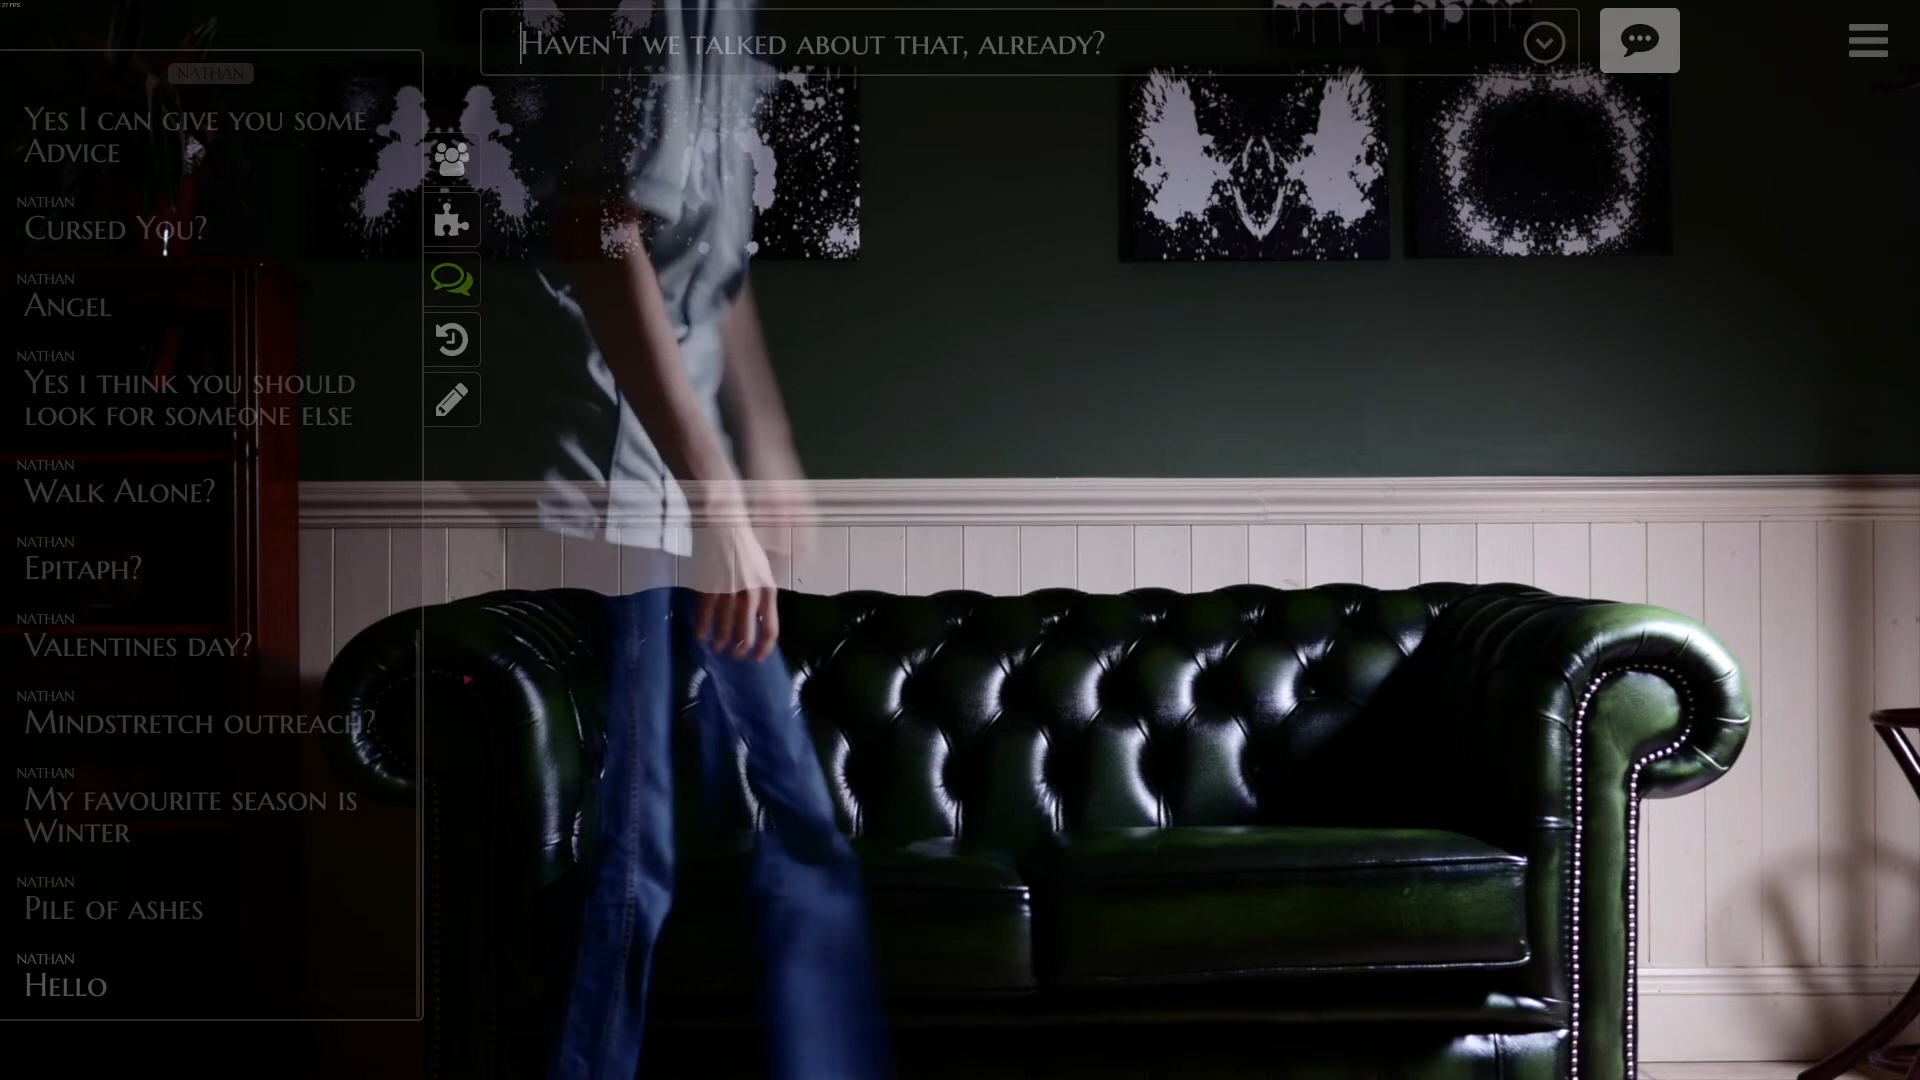 27 FPS
Haven't we talked about that, already?
NATHAN
Yes I can give you some
Advice
NATHAN
Cursed You?
NATHAN
Angel
NATHAN
Yes i think you should
look for someone else
NATHAN
Walk Alone?
NATHAN
Epitaph?
NATHAN
Valentines day?
NATHAN
Mindstretch outreach?
NATHAN
My favourite season is
Winter
NATHAN
Pile of ashes
NATHAN
Hello